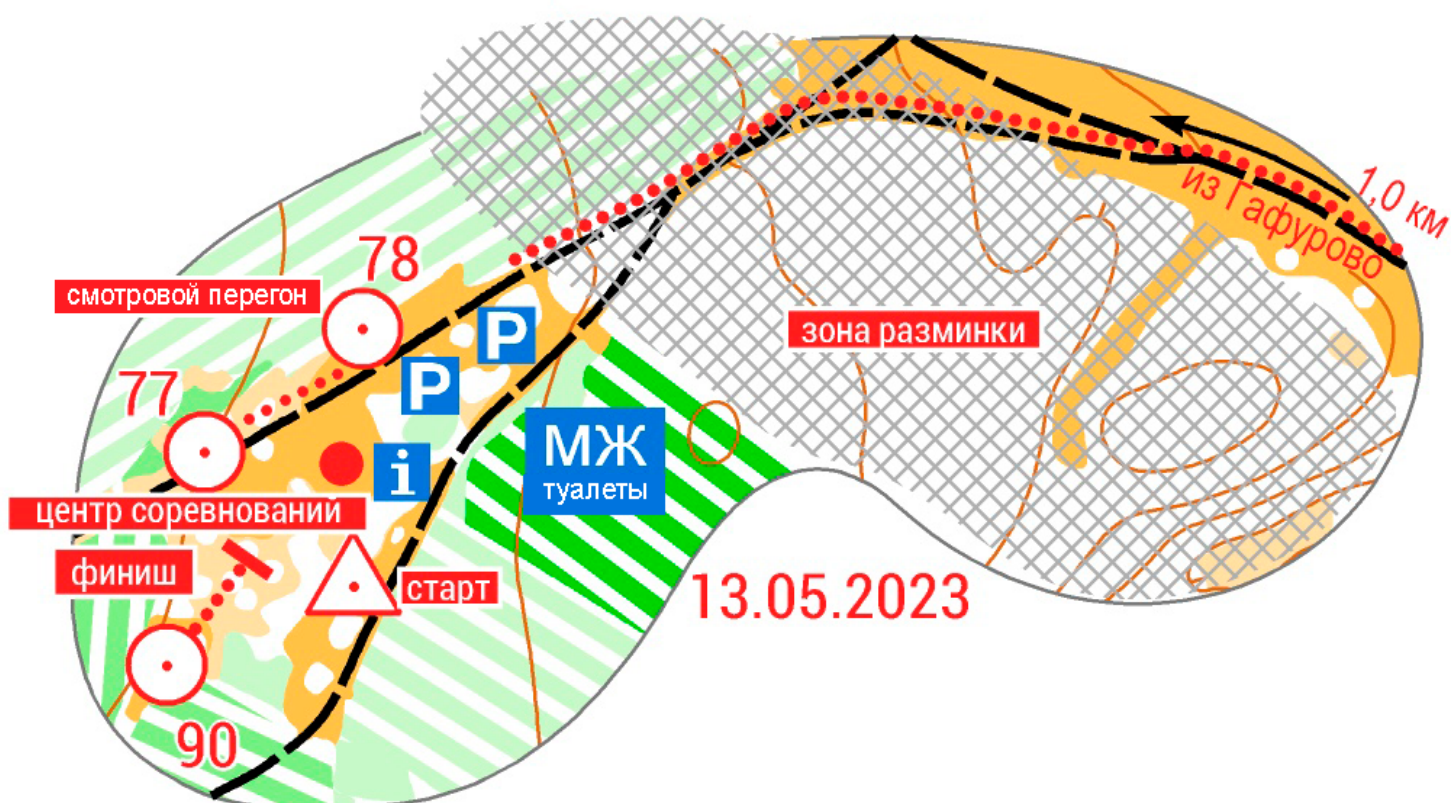 1,0 км
из Гафурово
78
смотровой перегон
P
зона разминки
P
77
МЖ
туалеты
i
центр соревнований
финиш
старт
13.05.2023
90